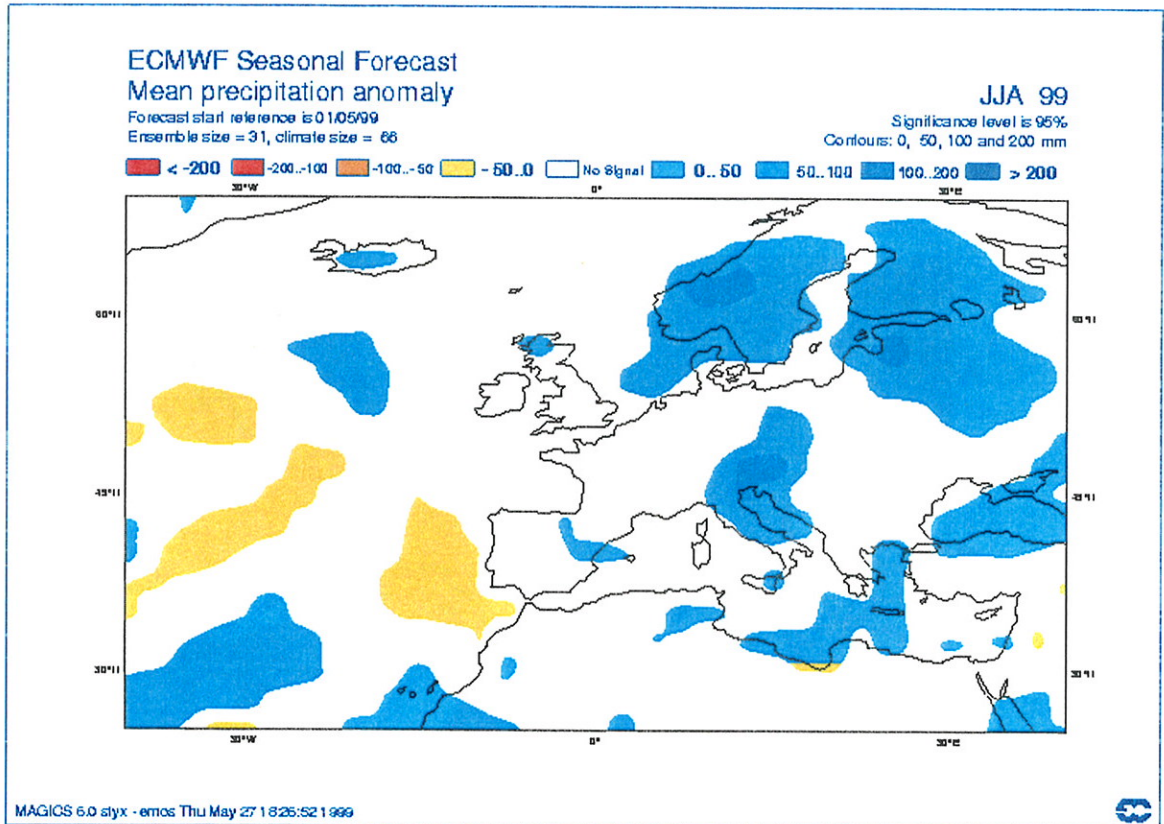 ECMWF Seasonal Forecast
Mean precipitation anomaly
JJA 99
Forecast start reference is 01/05/99
Significance level is 95%
Ensemble size = 31, climate size = 66
Contours: 0, 50, 100 and 200 mm
< -200 -200..-100 -100..-50 -50..0 No Signal 0..50 50..100 100..200 > 200
30°W 0° 30°E
60°N 60°N
45°N 45°N
30°N 30°N
30°W 0° 30°E
MAGICS 6.0 styx - emos Thu May 27 18:26:52 1999